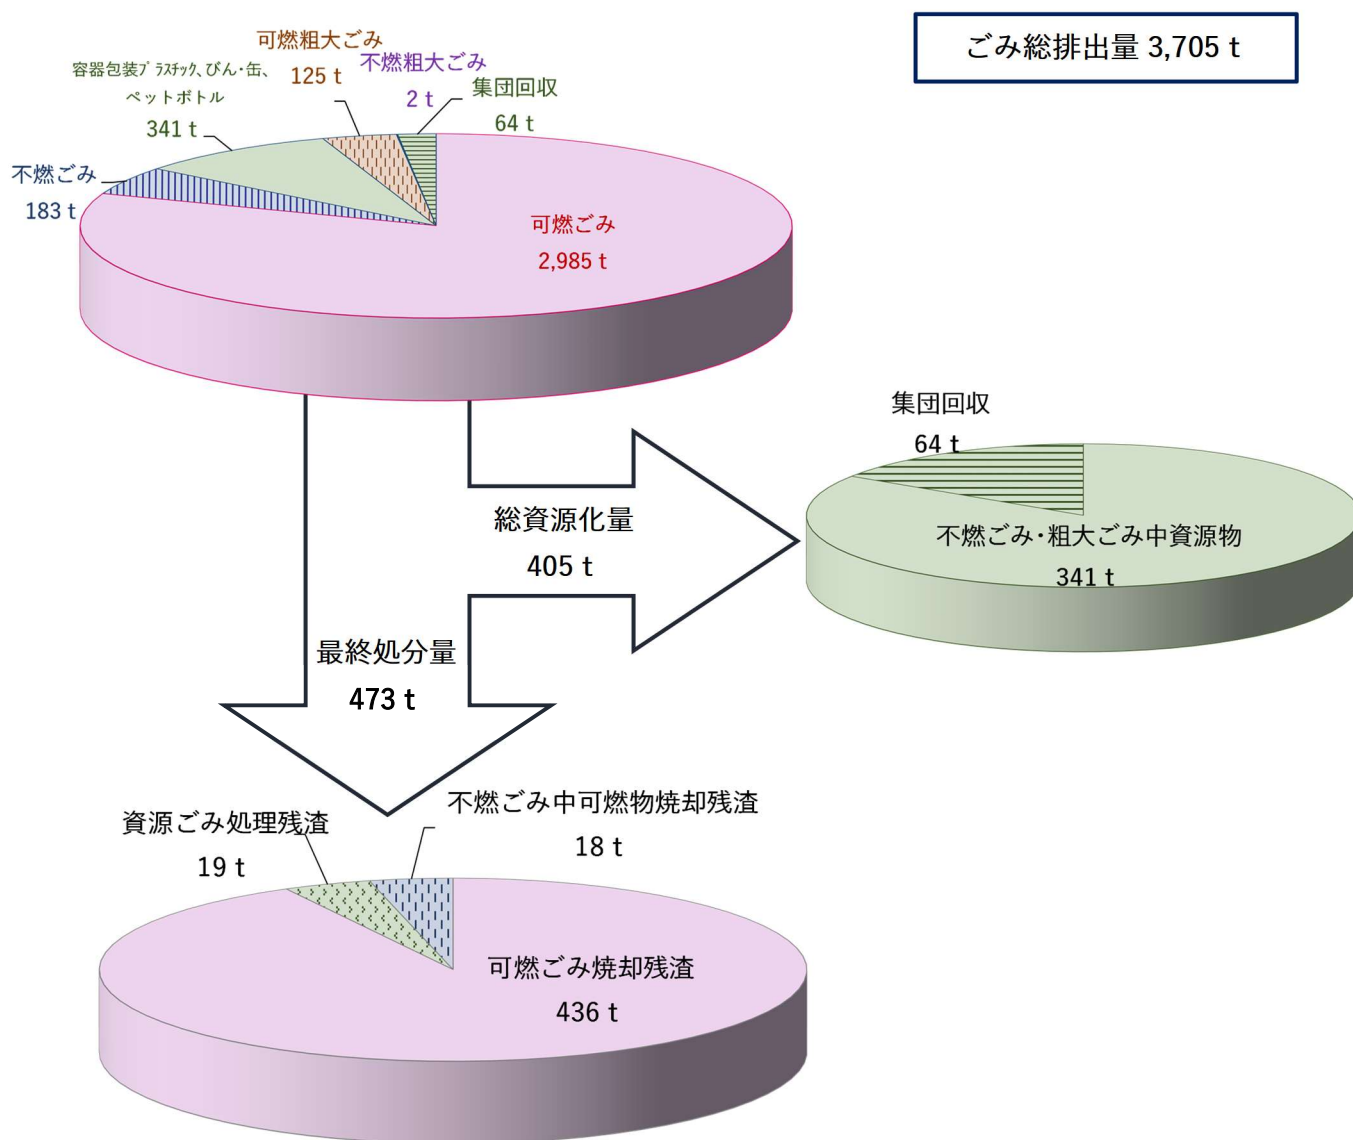 ごみ総排出量 3,705 t
可燃粗大ごみ
125 t
不燃粗大ごみ
2 t
集団回収
64 t
容器包装プラスチック、びん・缶、
ペットボトル
341 t
不燃ごみ
183 t
可燃ごみ
2,985 t
集団回収
64 t
不燃ごみ・粗大ごみ中資源物
341 t
総資源化量
405 t
最終処分量
473 t
資源ごみ処理残渣
19 t
不燃ごみ中可燃物焼却残渣
18 t
可燃ごみ焼却残渣
436 t